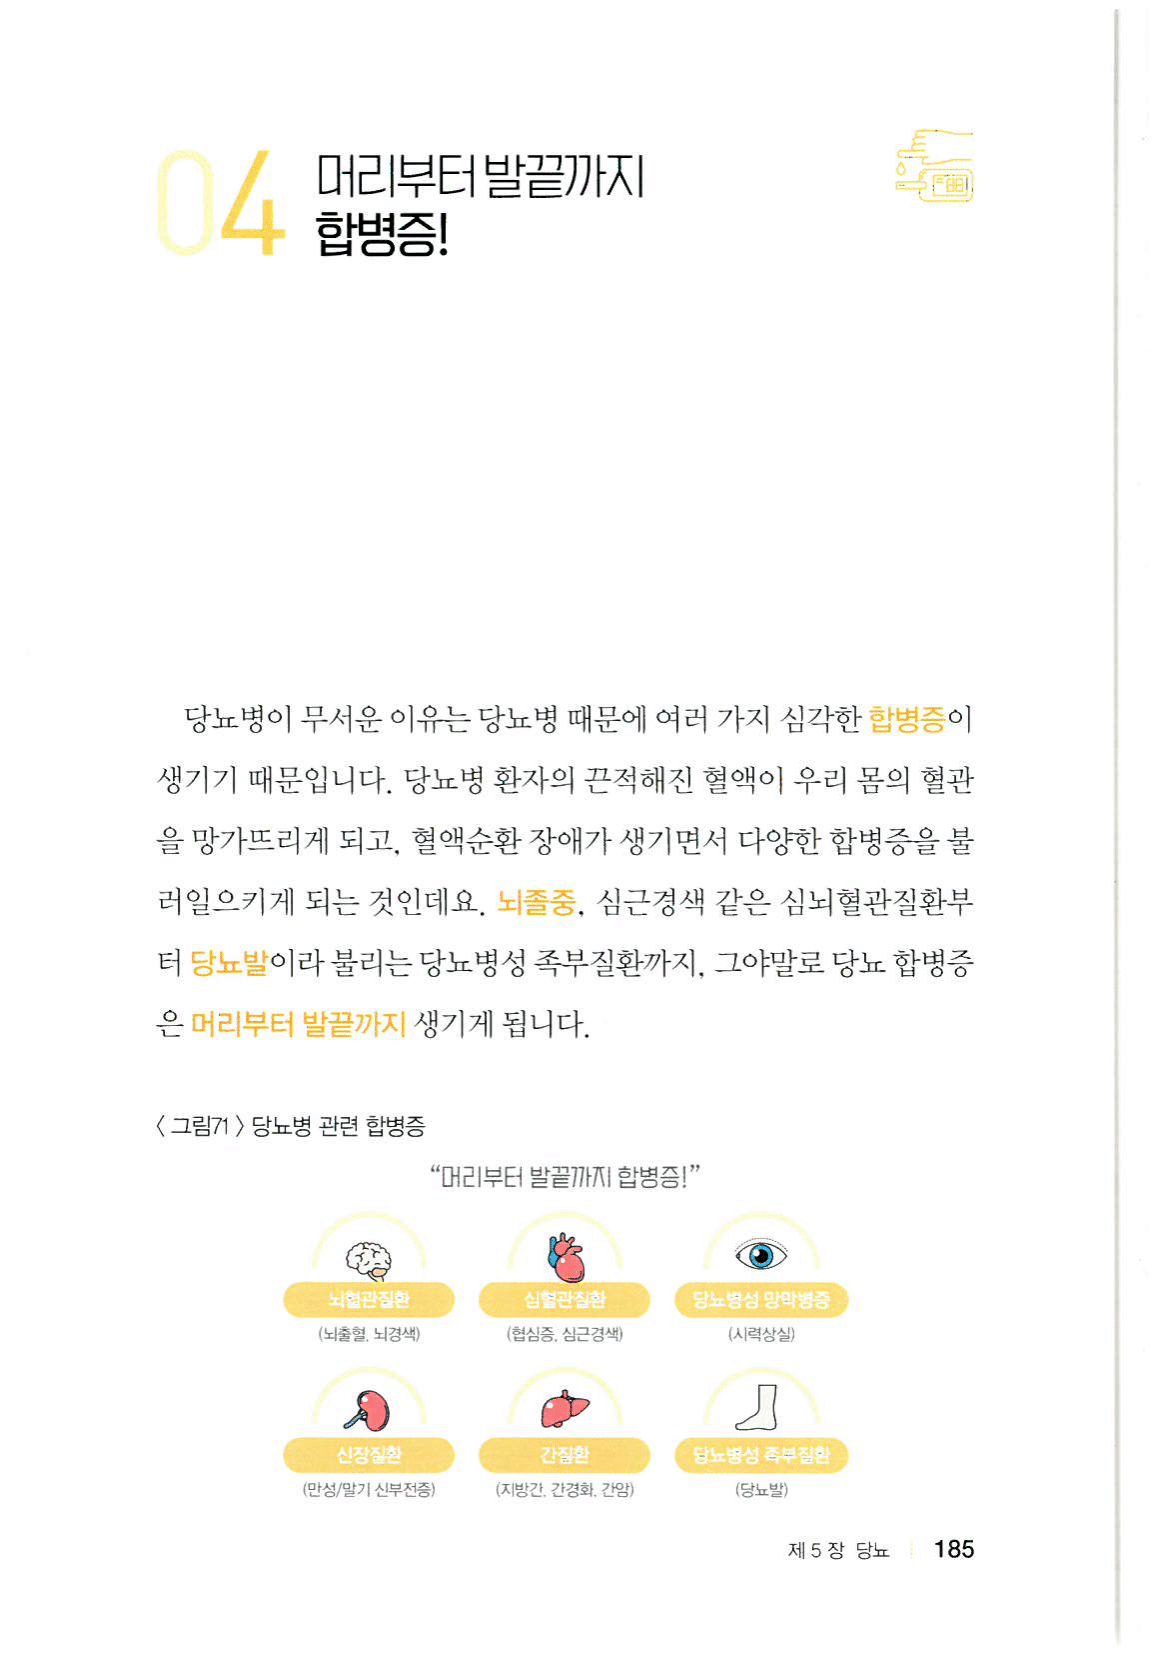 04
머리부터 발끝까지
합병증!
당뇨병이 무서운 이유는 당뇨병 때문에 여러 가지 심각한 합병증이
생기기 때문입니다. 당뇨병 환자의 끈적해진 혈액이 우리 몸의 혈관
을 망가뜨리게 되고, 혈액순환 장애가 생기면서 다양한 합병증을 불
러일으키게 되는 것인데요. 뇌졸중, 심근경색 같은 심뇌혈관질환부
터 당뇨발이라 불리는 당뇨병성 족부질환까지, 그야말로 당뇨 합병증
은 머리부터 발끝까지 생기게 됩니다.
〈그림71〉 당뇨병 관련 합병증
“머리부터 발끝까지 합병증!”
뇌혈관질환 심혈관질환 당뇨병성 망막병증
(뇌출혈, 뇌경색) (협심증, 심근경색) (시력상실)
신장질환 간질환 당뇨병성 족부질환
(만성/말기 신부전증) (지방간, 간경화, 간암) (당뇨발)
제 5 장 당뇨 | 185